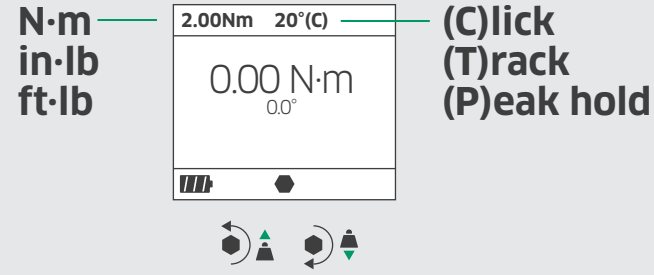 N·m
in·lb
ft·lb
2.00Nm 20°(C)
0.00 N·m
0.0°
(C)lick
(T)rack
(P)eak hold